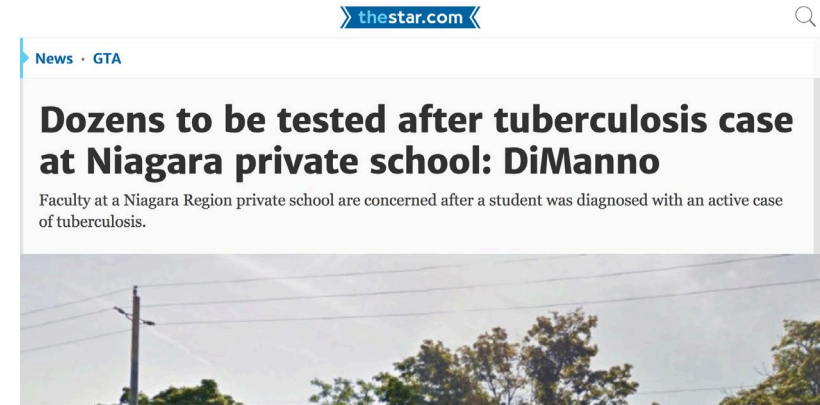 thestar.com
News · GTA
Dozens to be tested after tuberculosis case
at Niagara private school: DiManno
Faculty at a Niagara Region private school are concerned after a student was diagnosed with an active case
of tuberculosis.